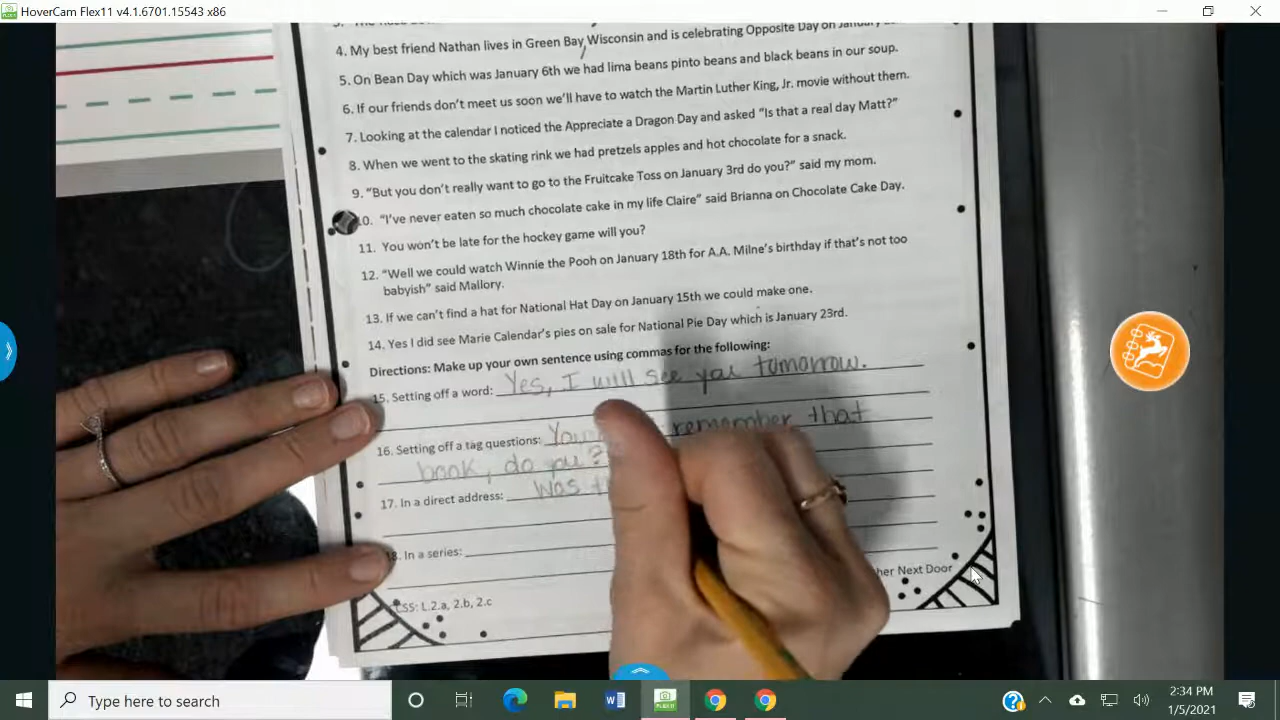 HoverCam Flex11 v4.1.6701.15543 x86
4. My best friend Nathan lives in Green Bay, Wisconsin and is celebrating Opposite Day on January
5. On Bean Day which was January 6th we had lima beans pinto beans and black beans in our soup.
6. If our friends don't meet us soon we'll have to watch the Martin Luther King, Jr. movie without them.
7. Looking at the calendar I noticed the Appreciate a Dragon Day and asked "Is that a real day Matt?"
8. When we went to the skating rink we had pretzels apples and hot chocolate for a snack.
9. "But you don't really want to go to the Fruitcake Toss on January 3rd do you?" said my mom.
10. "I've never eaten so much chocolate cake in my life Claire" said Brianna on Chocolate Cake Day.
11. You won't be late for the hockey game will you?
12. "Well we could watch Winnie the Pooh on January 18th for A.A. Milne's birthday if that's not too
babyish" said Mallory.
13. If we can't find a hat for National Hat Day on January 15th we could make one.
14. Yes I did see Marie Calendar's pies on sale for National Pie Day which is January 23rd.
Directions: Make up your own sentence using commas for the following:
15. Setting off a word: Yes, I will see you tomorrow.
16. Setting off a tag questions: You remember that
book, do you?
17. In a direct address: Was
18. In a series:
CSS: L.2.a, 2.b, 2.c
her Next Door
FLEX 11
Type here to search
2:34 PM
1/5/2021